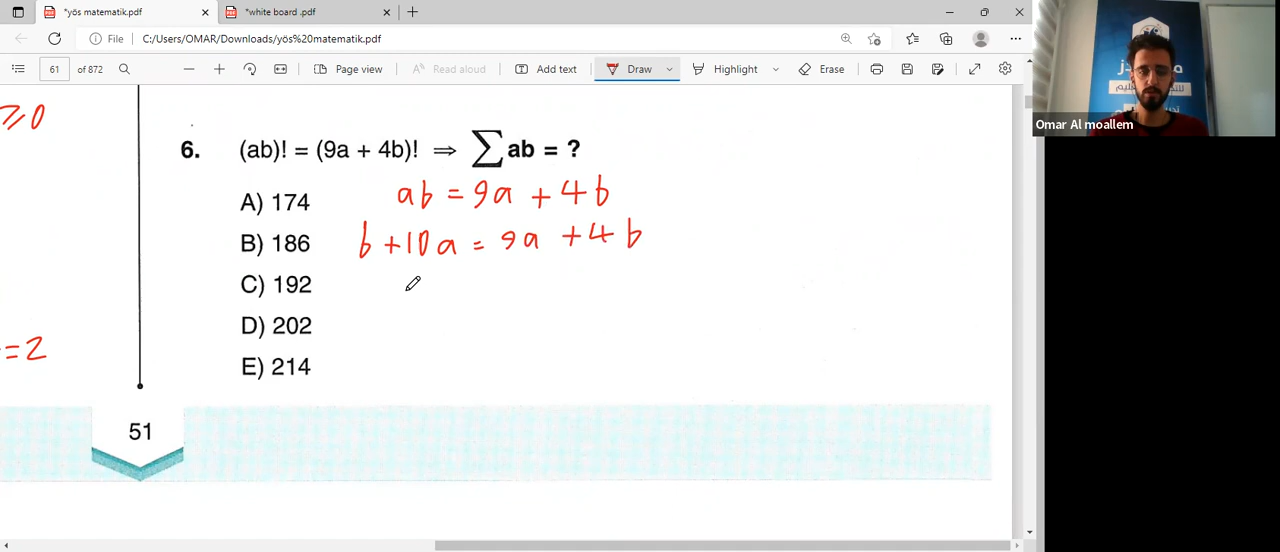 *yös matematik.pdf
*white board .pdf
File
C:/Users/OMAR/Downloads/yös%20matematik.pdf
61 of 872
Page view
Read aloud
Add text
Draw
Highlight
Erase
Omar Al moallem
≥0
6. (ab)! = (9a + 4b)! ⇒ ∑ ab = ?
A) 174
B) 186
C) 192
D) 202
E) 214
ab = 9a + 4b
b + 10a = 9a + 4b
=2
51